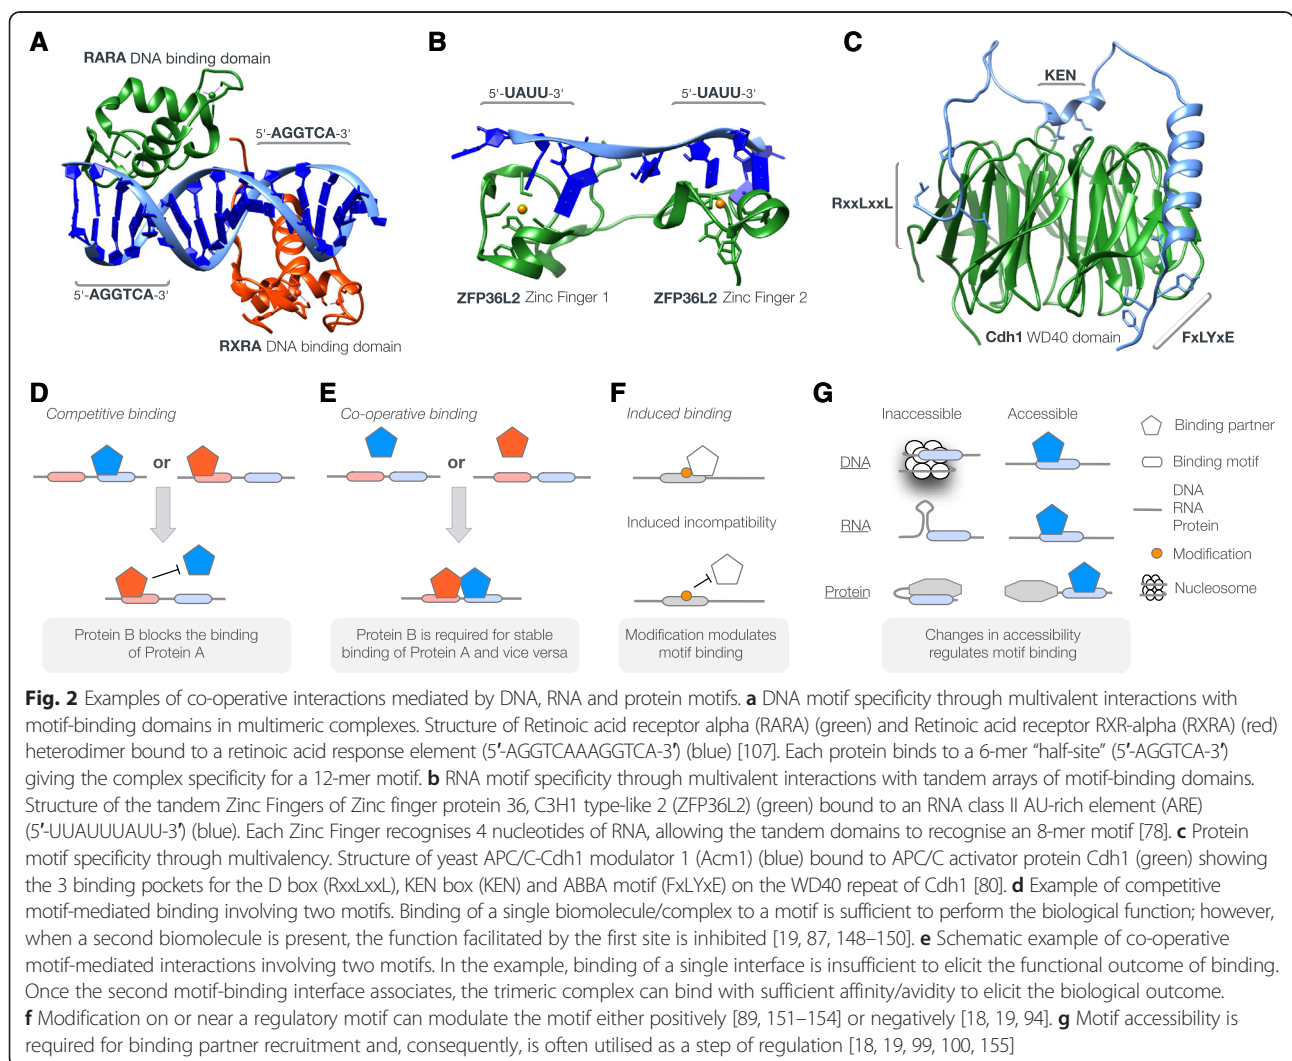 A
RARA DNA binding domain
5'-AGGTCA-3'
5'-AGGTCA-3'
RXRA DNA binding domain
B
5'-UAUU-3'
5'-UAUU-3'
ZFP36L2 Zinc Finger 1
ZFP36L2 Zinc Finger 2
C
KEN
RxxLxxL
Cdh1 WD40 domain
FxLYxE
D
Competitive binding
or
Protein B blocks the binding
of Protein A
E
Co-operative binding
or
Protein B is required for stable
binding of Protein A and vice versa
F
Induced binding
Induced incompatibility
Modification modulates
motif binding
G
Inaccessible
Accessible
DNA
RNA
Protein
Changes in accessibility
regulates motif binding
Binding partner
Binding motif
DNA
RNA
Protein
Modification
Nucleosome
Fig. 2 Examples of co-operative interactions mediated by DNA, RNA and protein motifs. a DNA motif specificity through multivalent interactions with
motif-binding domains in multimeric complexes. Structure of Retinoic acid receptor alpha (RARA) (green) and Retinoic acid receptor RXR-alpha (RXRA) (red)
heterodimer bound to a retinoic acid response element (5′-AGGTCAAAGGTCA-3′) (blue) [107]. Each protein binds to a 6-mer “half-site” (5′-AGGTCA-3′)
giving the complex specificity for a 12-mer motif. b RNA motif specificity through multivalent interactions with tandem arrays of motif-binding domains.
Structure of the tandem Zinc Fingers of Zinc finger protein 36, C3H1 type-like 2 (ZFP36L2) (green) bound to an RNA class II AU-rich element (ARE)
(5′-UUAUUUAUU-3′) (blue). Each Zinc Finger recognises 4 nucleotides of RNA, allowing the tandem domains to recognise an 8-mer motif [78]. c Protein
motif specificity through multivalency. Structure of yeast APC/C-Cdh1 modulator 1 (Acm1) (blue) bound to APC/C activator protein Cdh1 (green) showing
the 3 binding pockets for the D box (RxxLxxL), KEN box (KEN) and ABBA motif (FxLYxE) on the WD40 repeat of Cdh1 [80]. d Example of competitive
motif-mediated binding involving two motifs. Binding of a single biomolecule/complex to a motif is sufficient to perform the biological function; however,
when a second biomolecule is present, the function facilitated by the first site is inhibited [19, 87, 148–150]. e Schematic example of co-operative
motif-mediated interactions involving two motifs. In the example, binding of a single interface is insufficient to elicit the functional outcome of binding.
Once the second motif-binding interface associates, the trimeric complex can bind with sufficient affinity/avidity to elicit the biological outcome.
f Modification on or near a regulatory motif can modulate the motif either positively [89, 151–154] or negatively [18, 19, 94]. g Motif accessibility is
required for binding partner recruitment and, consequently, is often utilised as a step of regulation [18, 19, 99, 100, 155]